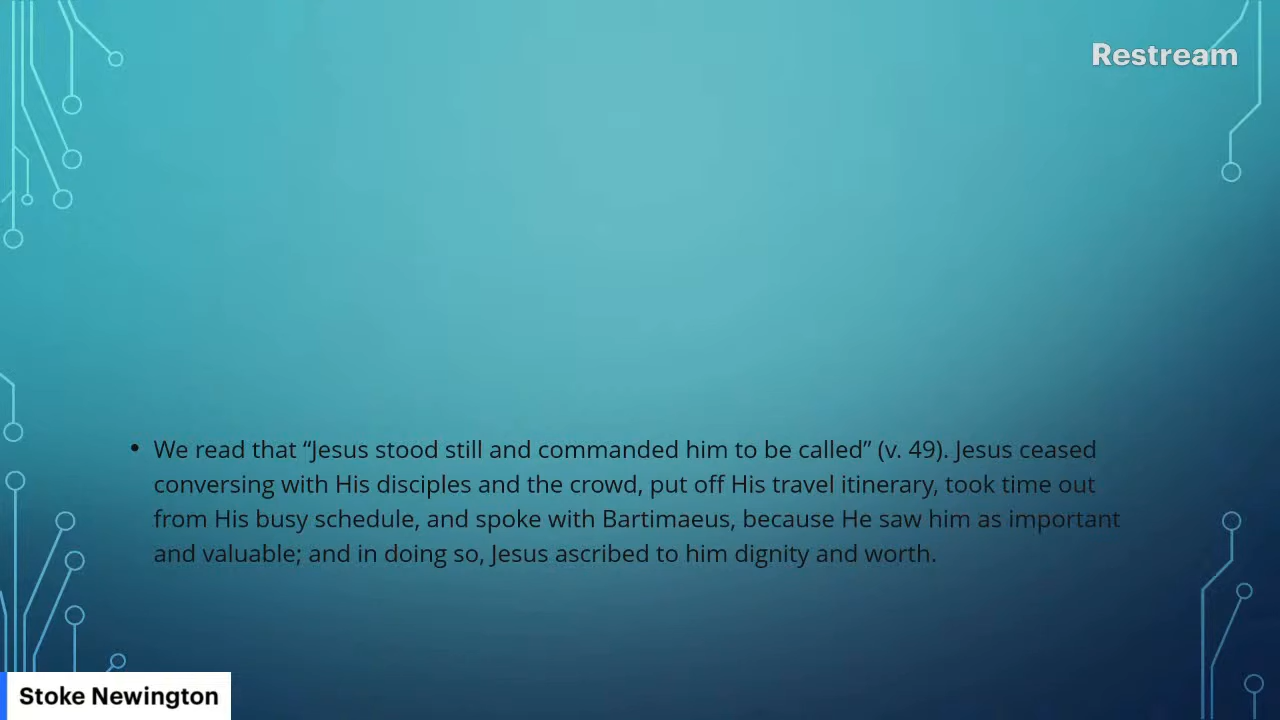 Restream
• We read that “Jesus stood still and commanded him to be called” (v. 49). Jesus ceased
conversing with His disciples and the crowd, put off His travel itinerary, took time out
from His busy schedule, and spoke with Bartimaeus, because He saw him as important
and valuable; and in doing so, Jesus ascribed to him dignity and worth.
Stoke Newington